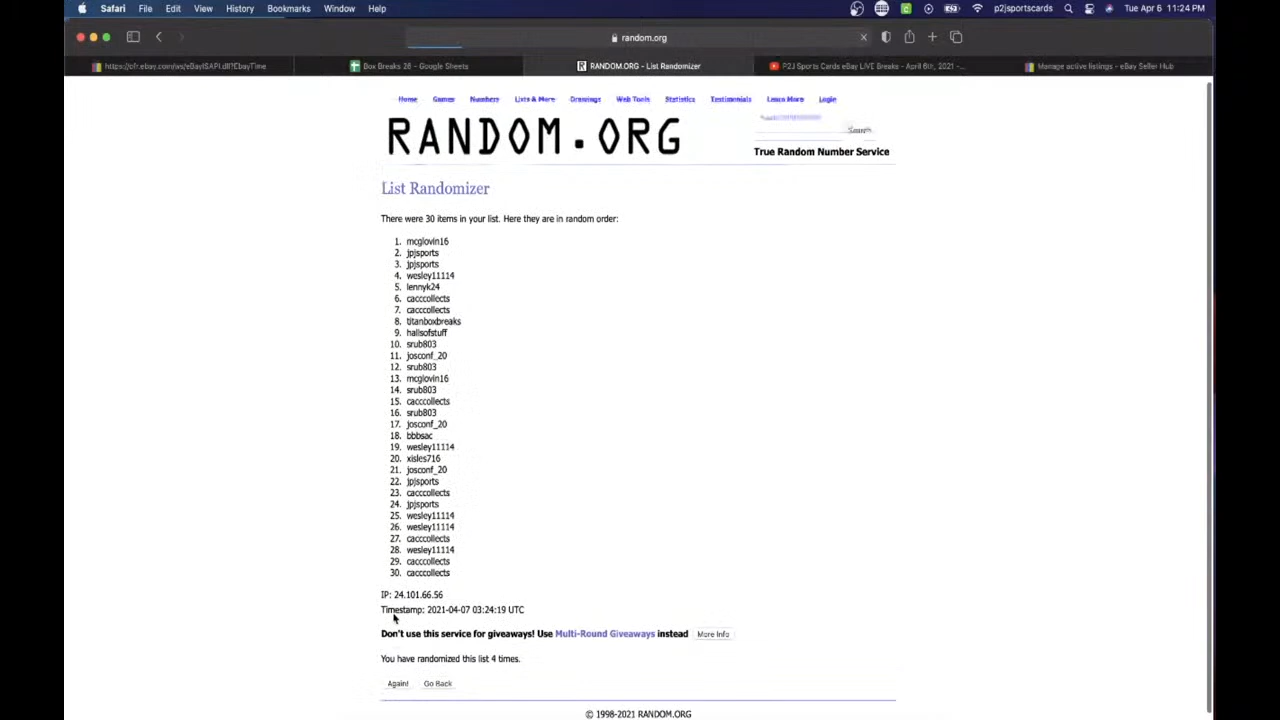 Safari File Edit View History Bookmarks Window Help p2jsportscards Tue Apr 6 11:24 PM
random.org
https://ofr.ebay.com/ws/eBayISAPI.dll?EbayTime Box Breaks 28 - Google Sheets RANDOM.ORG - List Randomizer P2J Sports Cards eBay LIVE Breaks - April 6th, 2021 -... Manage active listings - eBay Seller Hub
Home Games Numbers Lists & More Drawings Web Tools Statistics Testimonials Learn More Login
RANDOM.ORG
Search
True Random Number Service
List Randomizer
There were 30 items in your list. Here they are in random order:
1. mcglovin16
2. jpjsports
3. jpjsports
4. wesley11114
5. lennyk24
6. cacccollects
7. cacccollects
8. titanboxbreaks
9. hallsofstuff
10. srub803
11. josconf_20
12. srub803
13. mcglovin16
14. srub803
15. cacccollects
16. srub803
17. josconf_20
18. bbbsac
19. wesley11114
20. xisles716
21. josconf_20
22. jpjsports
23. cacccollects
24. jpjsports
25. wesley11114
26. wesley11114
27. cacccollects
28. wesley11114
29. cacccollects
30. cacccollects
IP: 24.101.66.56
Timestamp: 2021-04-07 03:24:19 UTC
Don't use this service for giveaways! Use Multi-Round Giveaways instead More Info
You have randomized this list 4 times.
Again! Go Back
© 1998-2021 RANDOM.ORG